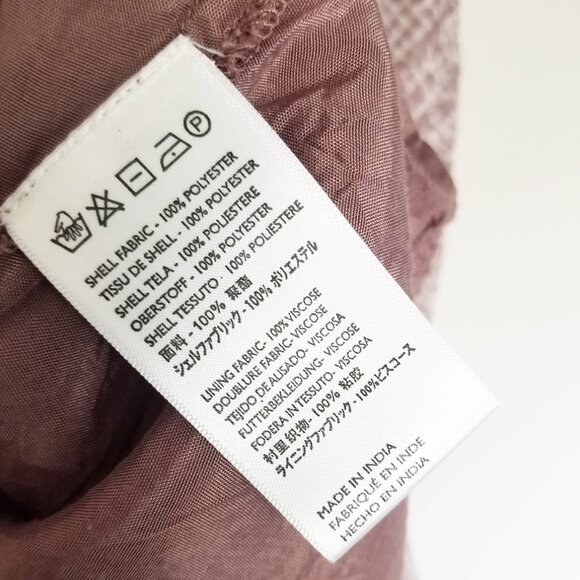 P
SHELL FABRIC - 100% POLYESTER
TISSU DE SHELL - 100% POLYESTER
SHELL TELA - 100% POLIESTERE
OBERSTOFF - 100% POLYESTER
SHELL TESSUTO - 100% POLIESTERE
面料 - 100% 聚酯
シェルファブリック - 100% ポリエステル
LINING FABRIC- 100% VISCOSE
DOUBLURE FABRIC- VISCOSE
TEJIDO DE ALISADO- VISCOSA
FUTTERBEKLEIDUNG- VISKOSE
FODERA IN TESSUTO- VISCOSA
衬里织物- 100% 粘胶
ライニングファブリック-100%ビスコース
MADE IN INDIA
FABRIQUÉ EN INDE
HECHO EN INDIA